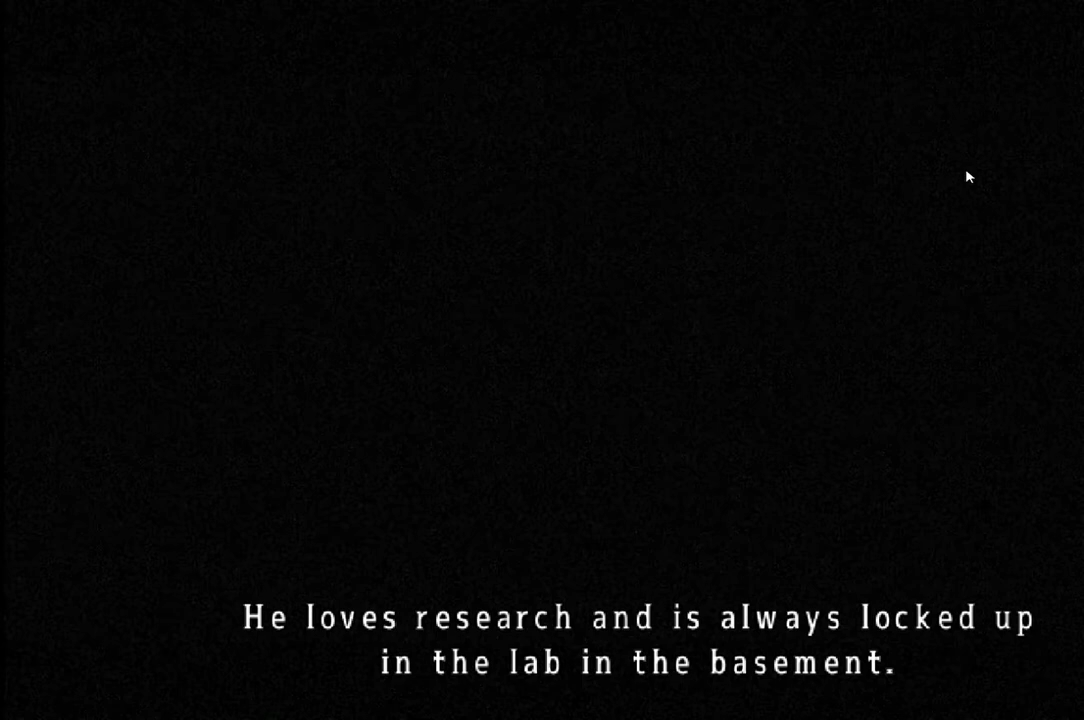 He loves research and is always locked up
in the lab in the basement.